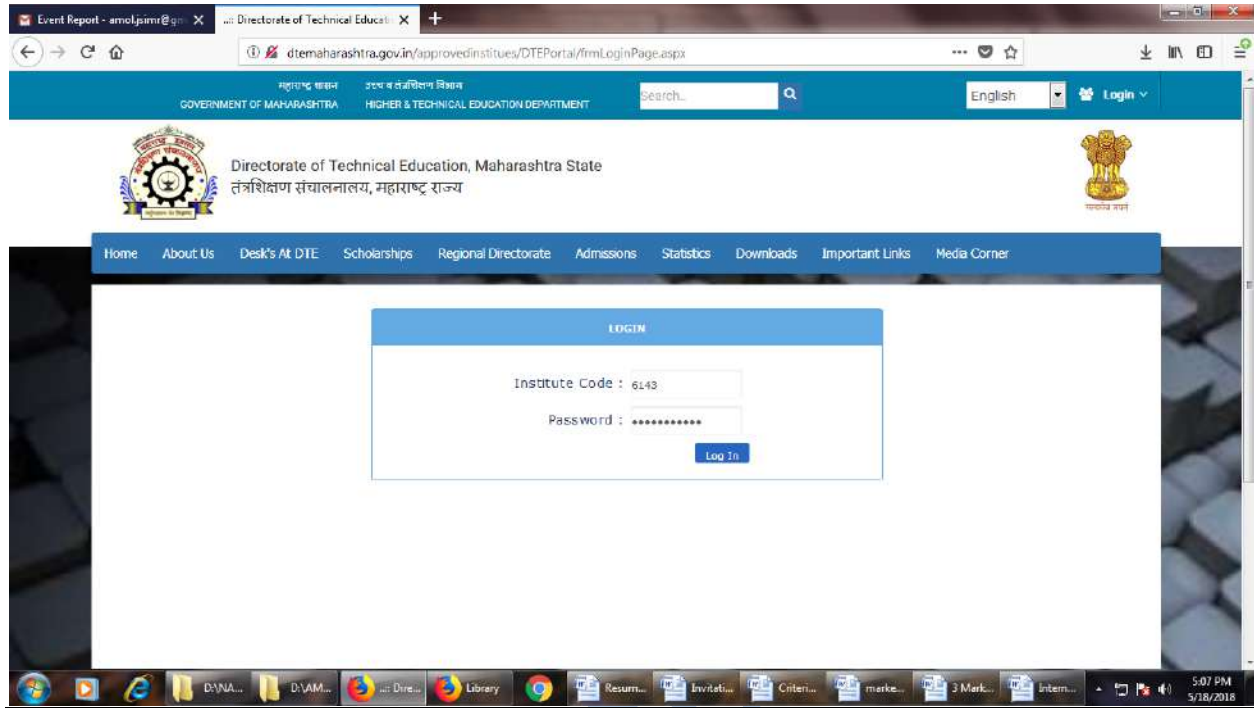 Event Report - amol.jsimr@gm
..:: Directorate of Technical Educati
dtemaharashtra.gov.in/approvedinstitues/DTEPortal/frmLoginPage.aspx
महाराष्ट्र शासन उच्च व तंत्रशिक्षण विभाग
GOVERNMENT OF MAHARASHTRA HIGHER & TECHNICAL EDUCATION DEPARTMENT
Search..
English
Login
Directorate of Technical Education, Maharashtra State
तंत्रशिक्षण संचालनालय, महाराष्ट्र राज्य
Home About Us Desk's At DTE Scholarships Regional Directorate Admissions Statistics Downloads Important Links Media Corner
LOGIN
Institute Code : 6143
Password : •••••••••••
Log In
D:\NA... D:\AM... ..:: Dire... Library Resum... Invitati... Criteri... marke... 3 Mark... Intern...
5:07 PM
5/18/2018